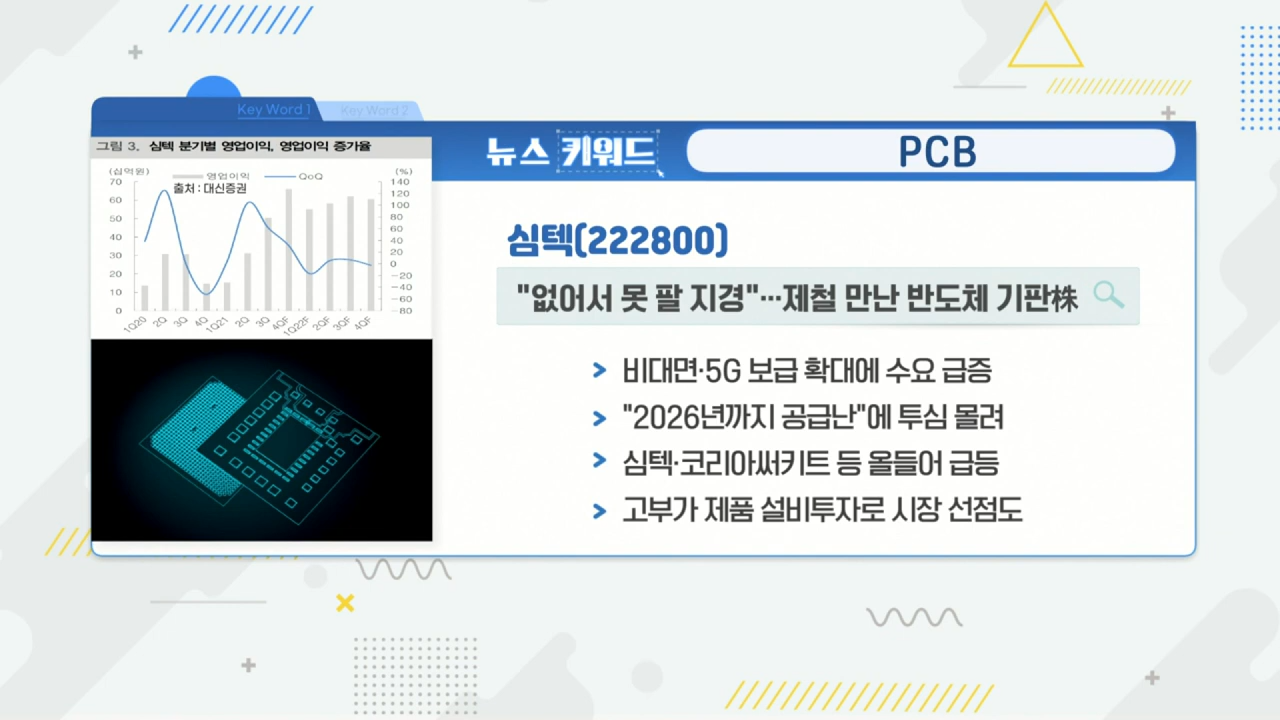 Key Word 1
Key Word 2
뉴스 키워드
PCB
그림 3. 심텍 분기별 영업이익, 영업이익 증가율
(십억원)
영업이익
QoQ
(%)
출처 : 대신증권
70
60
50
40
30
20
10
0
140
120
100
80
60
40
20
0
-20
-40
-60
-80
1Q20
2Q
3Q
4Q
1Q21
2Q
3Q
4QF
1Q22F
2QF
3QF
4QF
심텍(222800)
"없어서 못 팔 지경"…제철 만난 반도체 기판株
> 비대면·5G 보급 확대에 수요 급증
> "2026년까지 공급난"에 투심 몰려
> 심텍·코리아써키트 등 올들어 급등
> 고부가 제품 설비투자로 시장 선점도